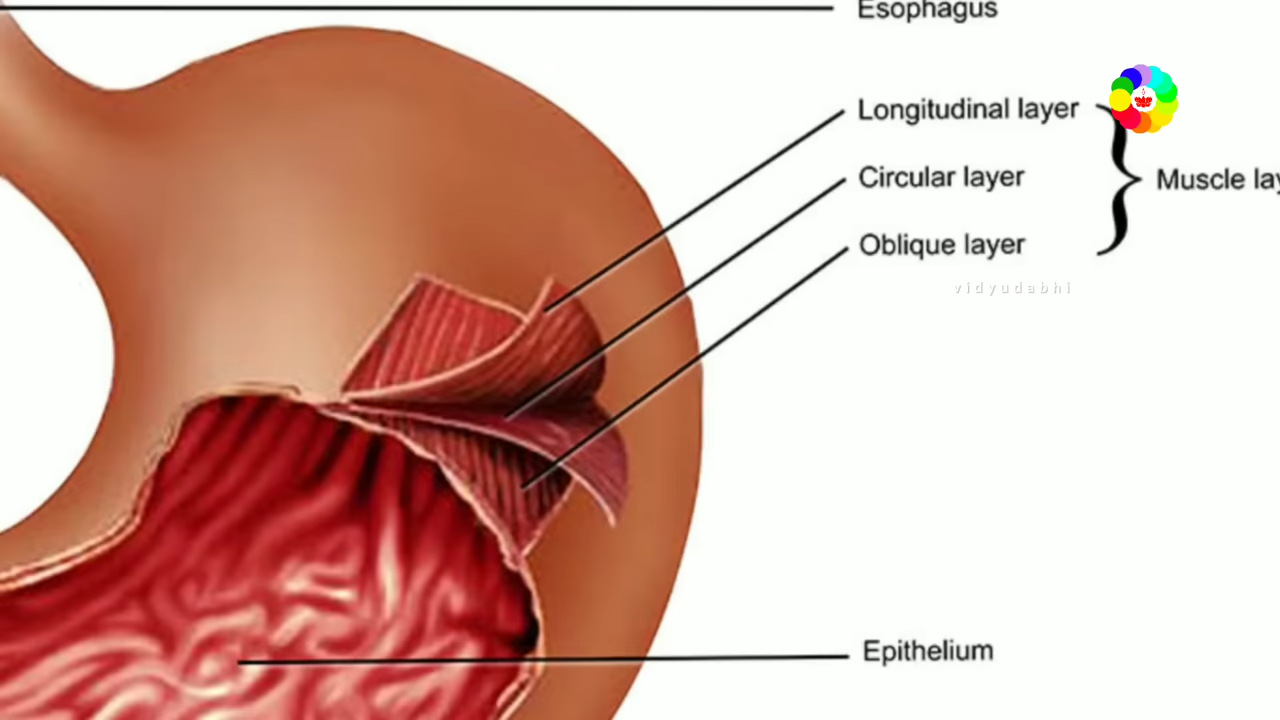 Esophagus
Longitudinal layer
Circular layer
Muscle lay
Oblique layer
vidyudabhi
Epithelium